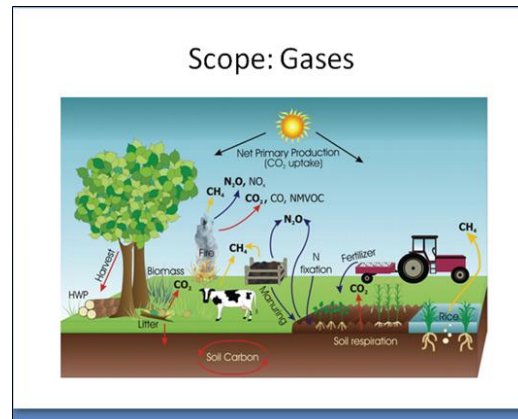 Scope: Gases
Net Primary Production
(CO₂ uptake)
N₂O, NOₓ
CH₄
CO₂, CO, NMVOC
N₂O
CH₄
Fire
N
fixation
Fertilizer
CH₄
Harvest
Biomass
CO₂
HWP
Litter
Manuring
CO₂
Rice
Soil Carbon
Soil respiration